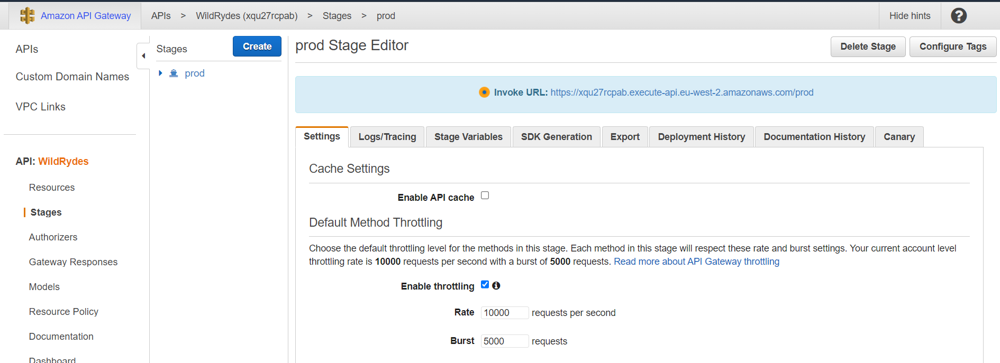 Amazon API Gateway
APIs > WildRydes (xqu27rcpab) > Stages > prod
Hide hints
?
APIs
Custom Domain Names
VPC Links
API: WildRydes
Resources
Stages
Authorizers
Gateway Responses
Models
Resource Policy
Documentation
Dashboard
Stages
Create
prod
prod Stage Editor
Delete Stage
Configure Tags
Invoke URL: https://xqu27rcpab.execute-api.eu-west-2.amazonaws.com/prod
Settings
Logs/Tracing
Stage Variables
SDK Generation
Export
Deployment History
Documentation History
Canary
Cache Settings
Enable API cache
Default Method Throttling
Choose the default throttling level for the methods in this stage. Each method in this stage will respect these rate and burst settings. Your current account level
throttling rate is 10000 requests per second with a burst of 5000 requests. Read more about API Gateway throttling
Enable throttling
Rate 10000 requests per second
Burst 5000 requests